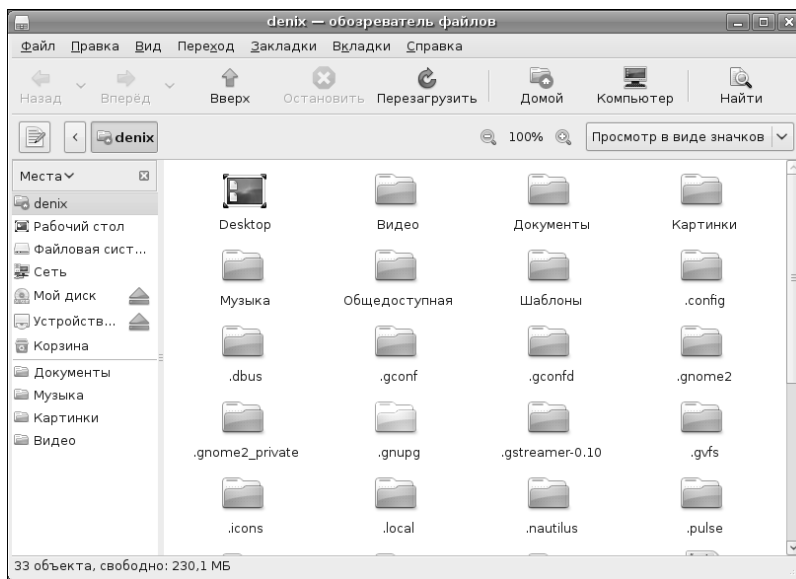 denix — обозреватель файлов
Файл Правка Вид Переход Закладки Вкладки Справка
Назад Вперёд Вверх Остановить Перезагрузить Домой Компьютер Найти
denix 100% Просмотр в виде значков
Места
denix
Рабочий стол
Файловая сист...
Сеть
Мой диск
Устройств...
Корзина
Документы
Музыка
Картинки
Видео
Desktop Видео Документы Картинки
Музыка Общедоступная Шаблоны .config
.dbus .gconf .gconfd .gnome2
.gnome2_private .gnupg .gstreamer-0.10 .gvfs
.icons .local .nautilus .pulse
33 объекта, свободно: 230,1 МБ